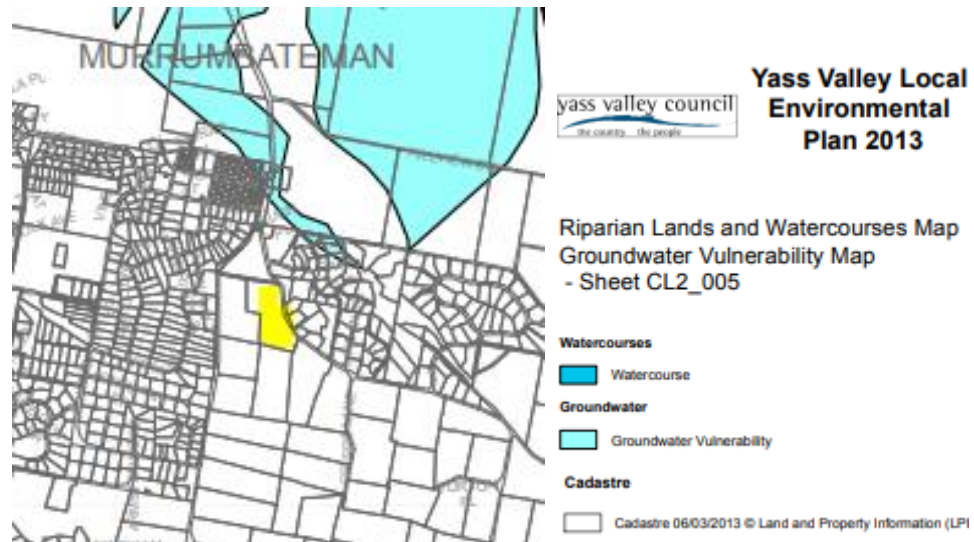 MURRUMBATEMAN
yass valley council
the country the people
Yass Valley Local
Environmental
Plan 2013
Riparian Lands and Watercourses Map
Groundwater Vulnerability Map
- Sheet CL2_005
Watercourses
Watercourse
Groundwater
Groundwater Vulnerability
Cadastre
Cadastre 06/03/2013 © Land and Property Information (LPI